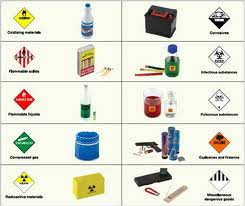 Oxidising materials
Corrosives
Flammable solids
Infectious substances
Flammable liquids
Poisonous substances
Compressed gas
Explosives and firearms
Radioactive materials
Miscellaneous
dangerous goods